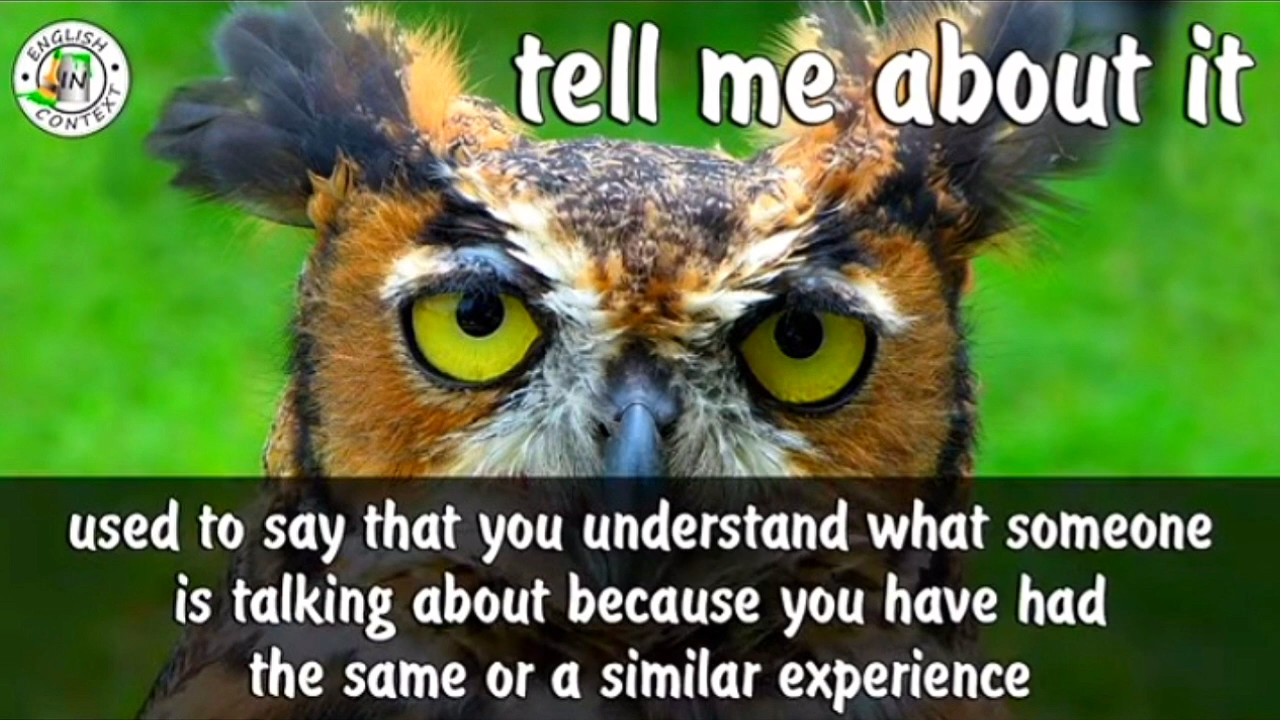 ENGLISH
IN
CONTEXT
tell me about it
used to say that you understand what someone
is talking about because you have had
the same or a similar experience